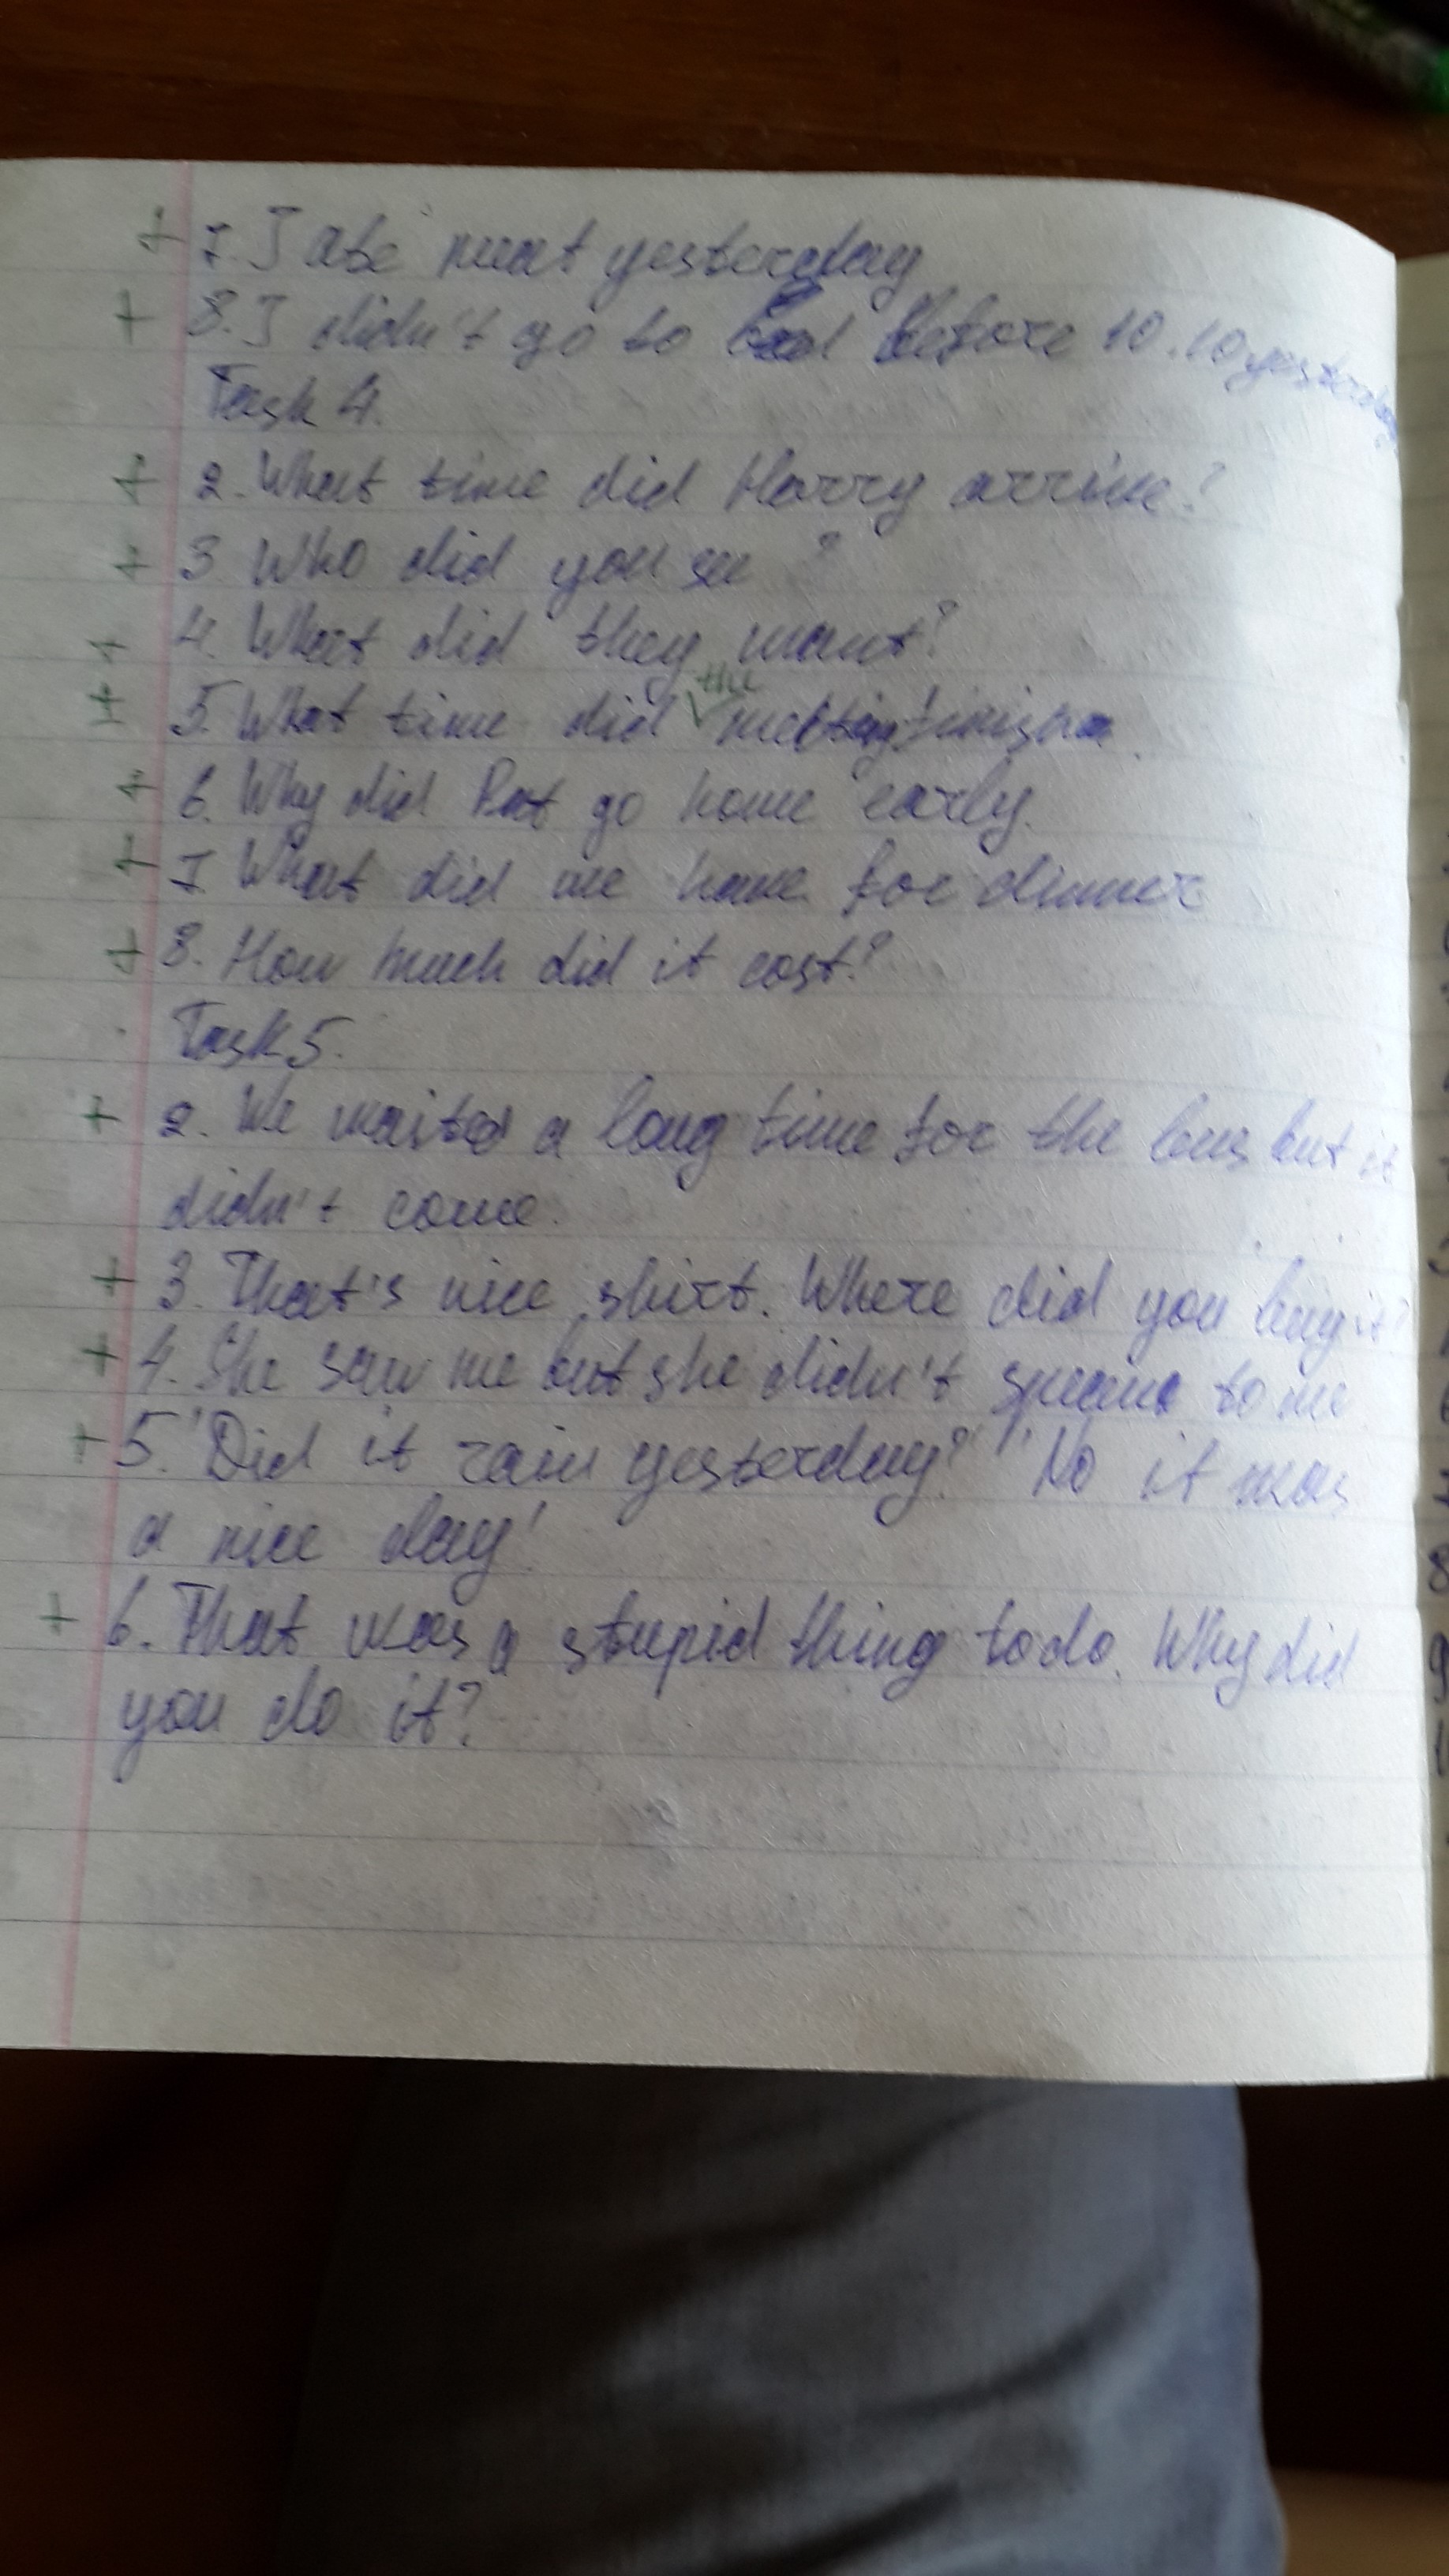 7. I ate meat yesterday
8. I didn't go to bed before 10.10 yesterday
Task 4.
2. What time did Harry arrive?
3 Who did you see?
4. What did they want?
the
5. What time did meeting finish
6. Why did Pat go home early.
7. What did we have for dinner
8. How much did it cost?
Task 5.
2. We waited a long time for the bus but it
didn't come.
3. That's nice shirt. Where did you buy it?
4. She saw me but she didn't speak to me
5. 'Did it rain yesterday?' 'No it was
a nice day'
6. That was a stupid thing to do. Why did
you do it?